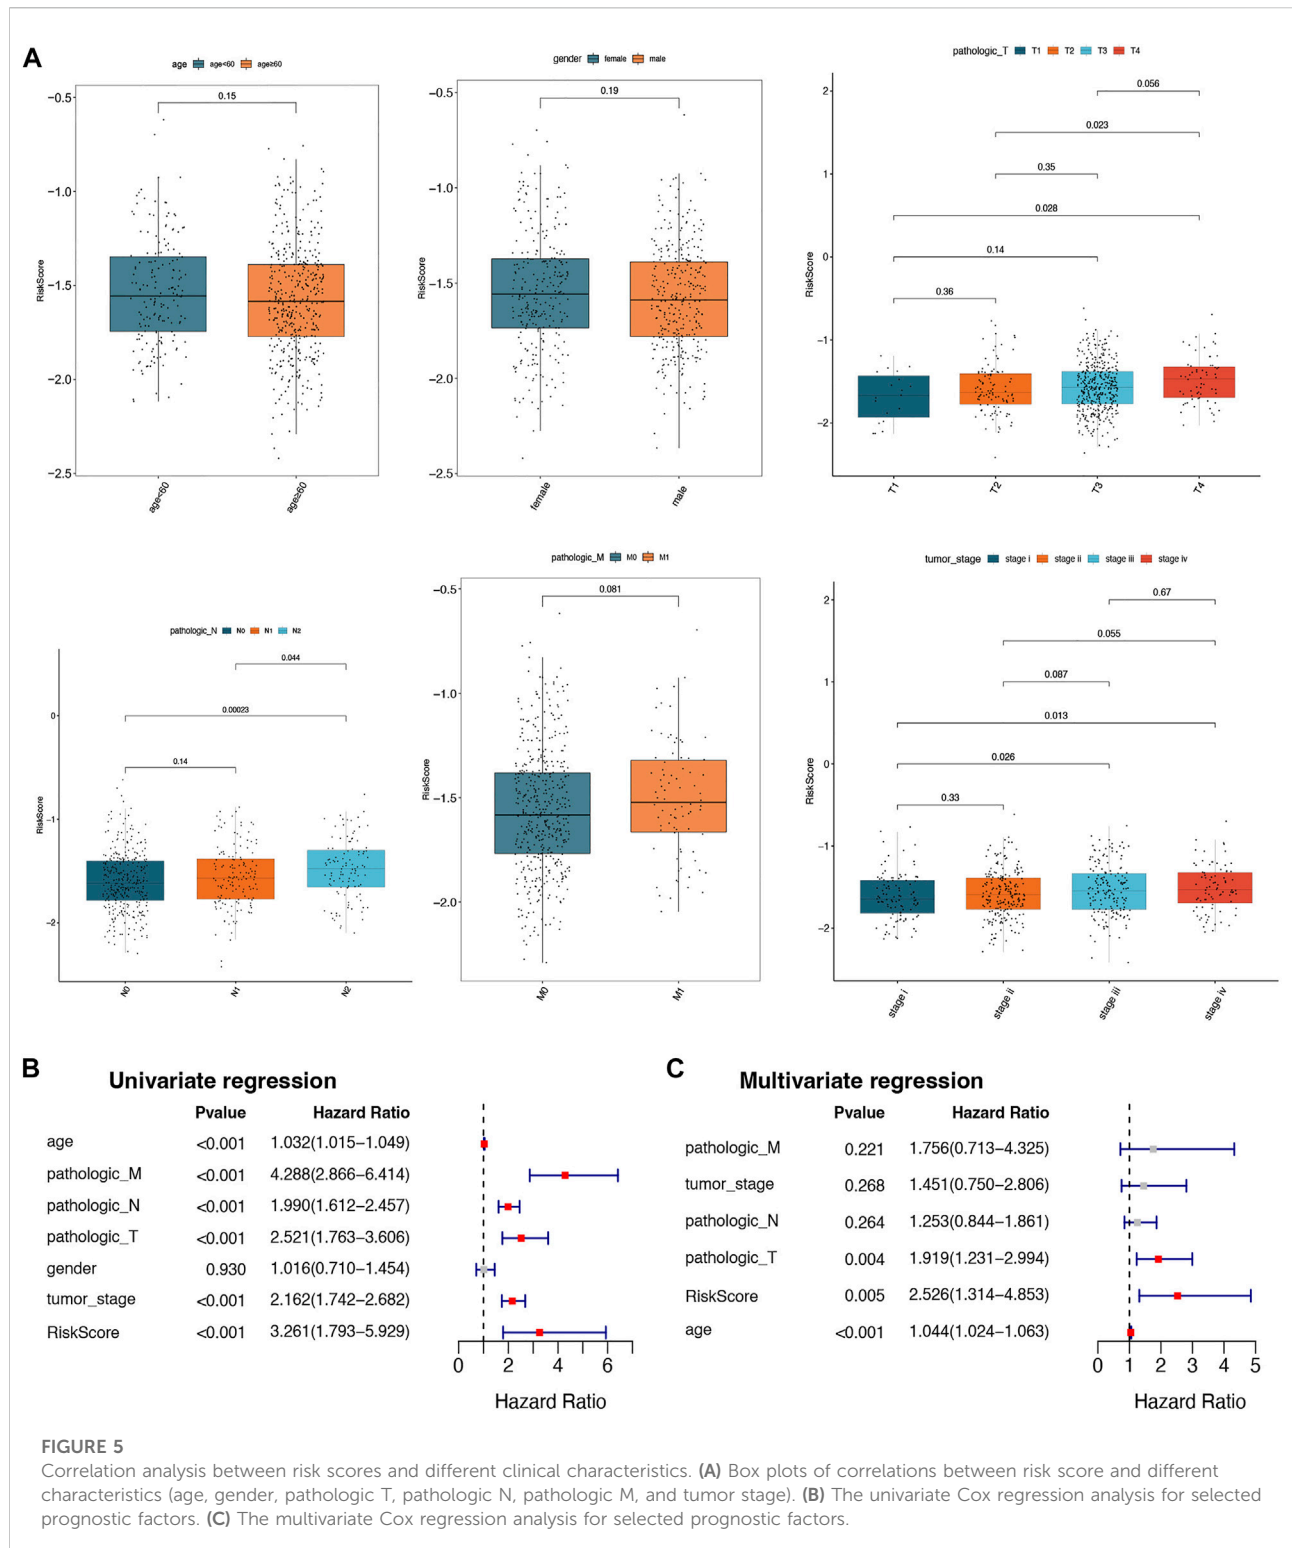 A
age age<60 age≥60
0.15
−0.5
−1.0
−1.5
−2.0
−2.5
RiskScore
age<60
age≥60
gender female male
0.19
−0.5
−1.0
−1.5
−2.0
−2.5
RiskScore
female
male
pathologic_T T1 T2 T3 T4
0.056
0.023
0.35
0.028
0.14
0.36
2
1
0
−1
−2
RiskScore
T1
T2
T3
T4
pathologic_N N0 N1 N2
0.044
0.00023
0.14
0
−1
−2
RiskScore
N0
N1
N2
pathologic_M M0 M1
0.081
−0.5
−1.0
−1.5
−2.0
RiskScore
M0
M1
tumor_stage stage i stage ii stage iii stage iv
0.67
0.055
0.087
0.013
0.026
0.33
2
1
0
−1
−2
RiskScore
stage i
stage ii
stage iii
stage iv
B
Univariate regression
Pvalue Hazard Ratio
age <0.001 1.032(1.015−1.049)
pathologic_M <0.001 4.288(2.866−6.414)
pathologic_N <0.001 1.990(1.612−2.457)
pathologic_T <0.001 2.521(1.763−3.606)
gender 0.930 1.016(0.710−1.454)
tumor_stage <0.001 2.162(1.742−2.682)
RiskScore <0.001 3.261(1.793−5.929)
0 2 4 6
Hazard Ratio
C
Multivariate regression
Pvalue Hazard Ratio
pathologic_M 0.221 1.756(0.713−4.325)
tumor_stage 0.268 1.451(0.750−2.806)
pathologic_N 0.264 1.253(0.844−1.861)
pathologic_T 0.004 1.919(1.231−2.994)
RiskScore 0.005 2.526(1.314−4.853)
age <0.001 1.044(1.024−1.063)
0 1 2 3 4 5
Hazard Ratio
FIGURE 5
Correlation analysis between risk scores and different clinical characteristics. (A) Box plots of correlations between risk score and different
characteristics (age, gender, pathologic T, pathologic N, pathologic M, and tumor stage). (B) The univariate Cox regression analysis for selected
prognostic factors. (C) The multivariate Cox regression analysis for selected prognostic factors.